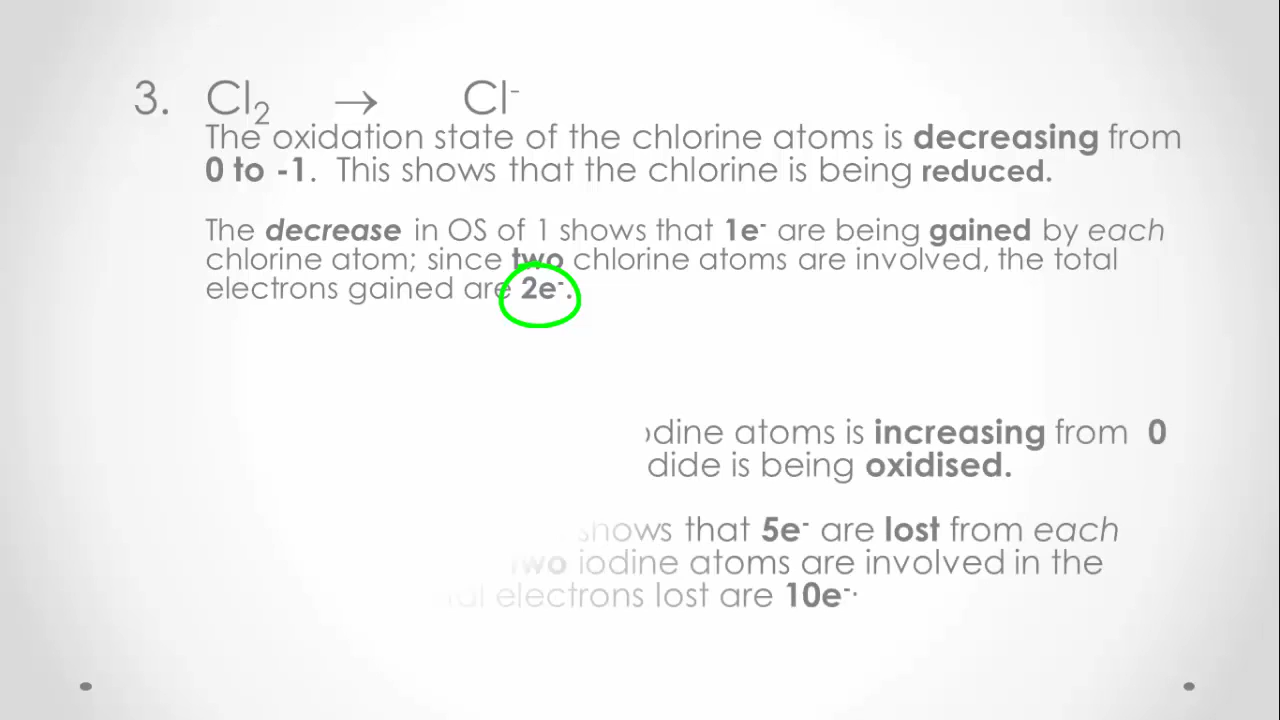 3. Cl₂ → Cl⁻
The oxidation state of the chlorine atoms is decreasing from
0 to -1. This shows that the chlorine is being reduced.
The decrease in OS of 1 shows that 1e⁻ are being gained by each
chlorine atom; since two chlorine atoms are involved, the total
electrons gained are 2e⁻.
atoms is increasing from 0
is being oxidised.
shows that 5e⁻ are lost from each
two iodine atoms are involved in the
electrons lost are 10e⁻.